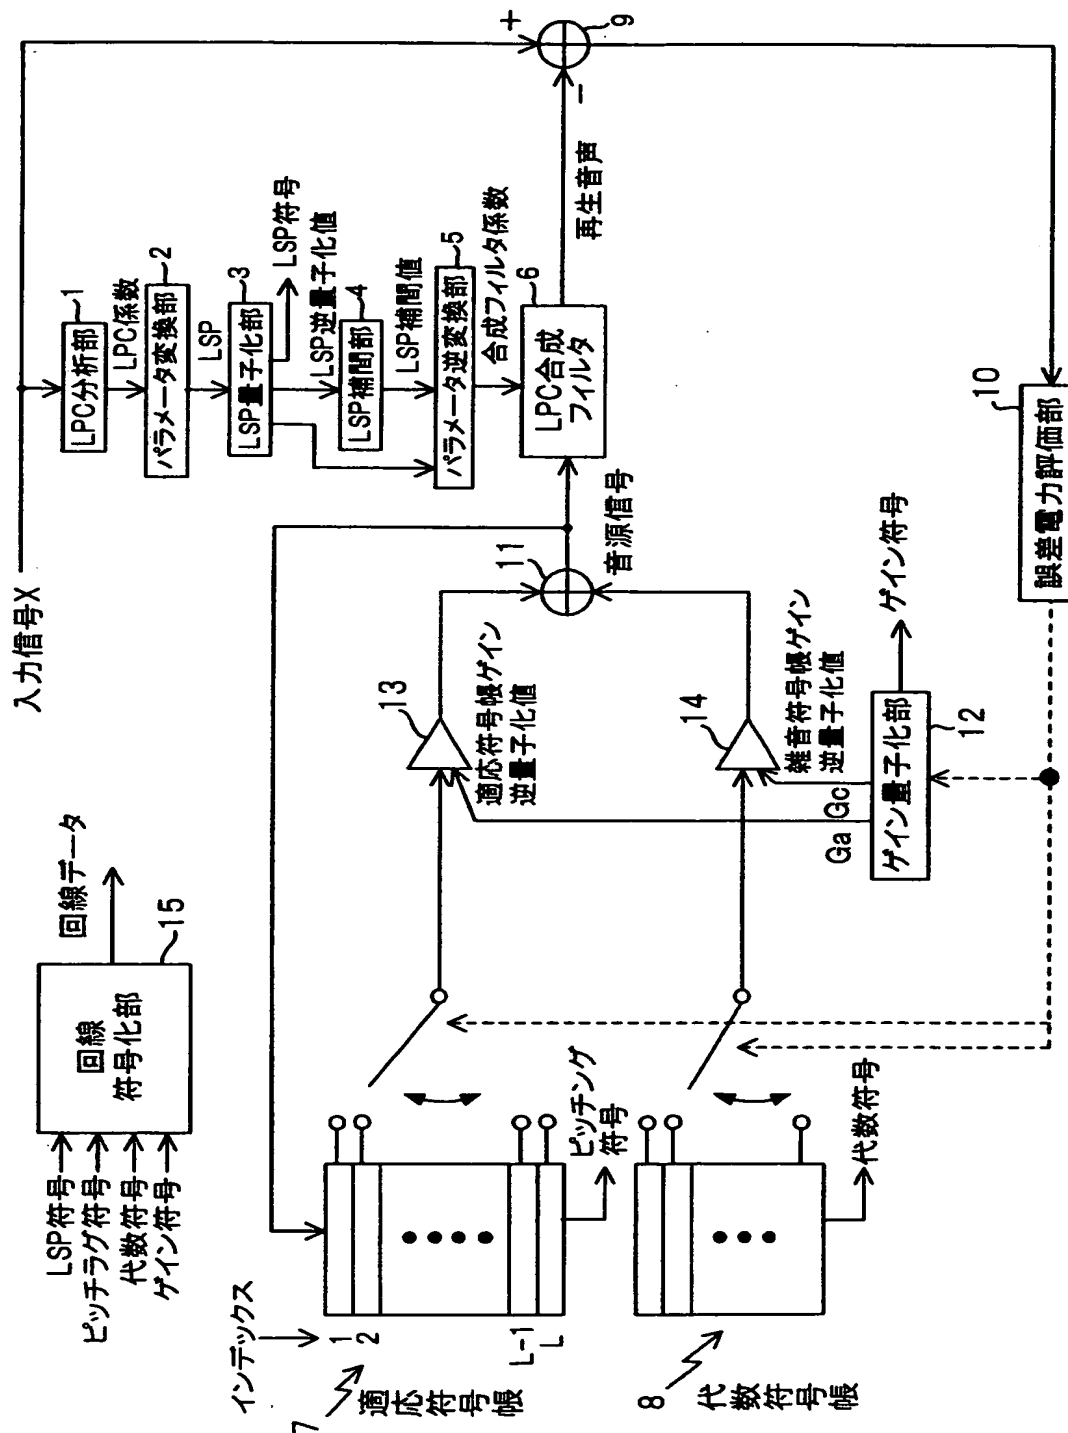 入力信号X
LPC分析部
1
LPC係数
パラメータ変換部
2
LSP
LSP量子化部
3
LSP符号
LSP逆量子化値
LSP補間部
4
LSP補間値
パラメータ逆変換部
5
合成フィルタ係数
LPC合成
フィルタ
6
再生音声
+
−
9
音源信号
11
回線
符号化部
15
LSP符号
ピッチラグ符号
代数符号
ゲイン符号
回線データ
インデックス
1
2
L-1
L
7
適応
符号
帳
ピッチング
符号
13
適応符号帳ゲイン
逆量子化値
8
代
数
符
号
帳
代数符号
14
雑音符号帳ゲイン
逆量子化値
Ga
Gc
ゲイン量子化部
12
ゲイン符号
10
誤差電力評価部